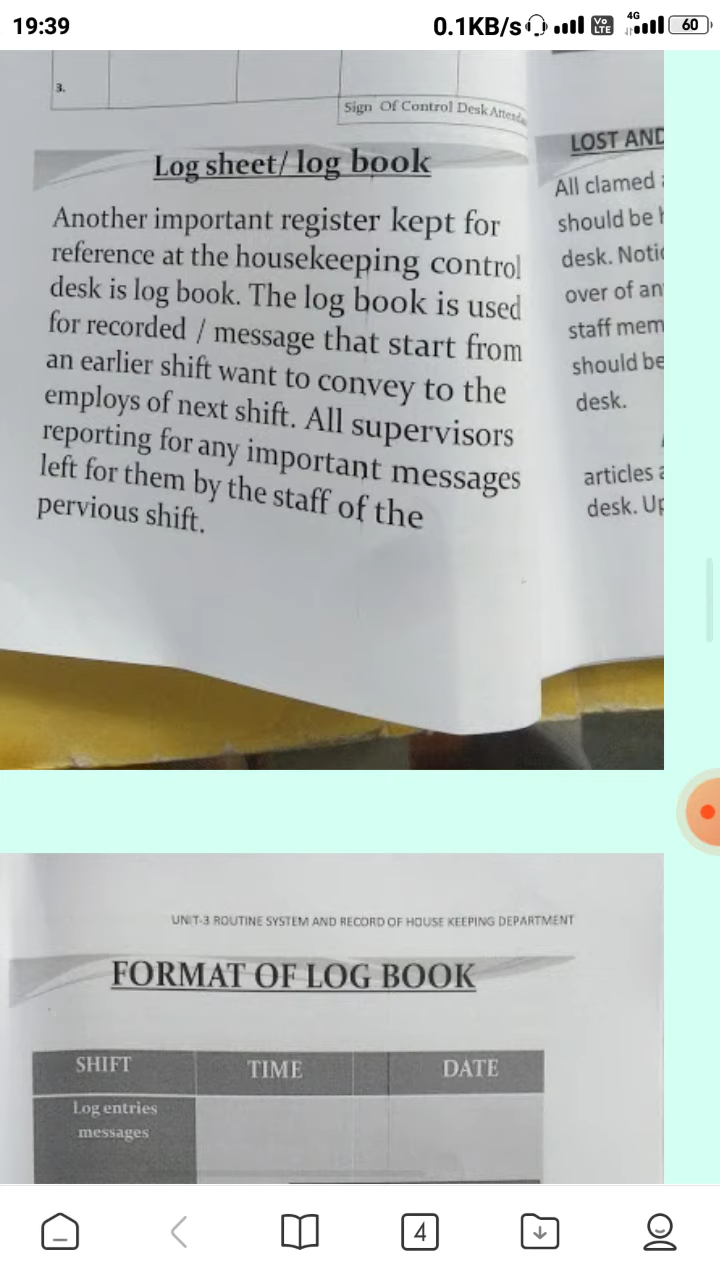 19:39
0.1KB/s
Vo
LTE
4G
60
3.
Sign Of Control Desk
Log sheet/ log book
Another important register kept for
reference at the housekeeping control
desk is log book. The log book is used
for recorded / message that start from
an earlier shift want to convey to the
employs of next shift. All supervisors
reporting for any important messages
left for them by the staff of the
pervious shift.
LOST AND
All clamed
should be
desk.
over of
staff
should be
desk.
articles
desk.
UNIT-3 ROUTINE SYSTEM AND RECORD OF HOUSE KEEPING DEPARTMENT
FORMAT OF LOG BOOK
SHIFT TIME DATE
Log entries
messages
4